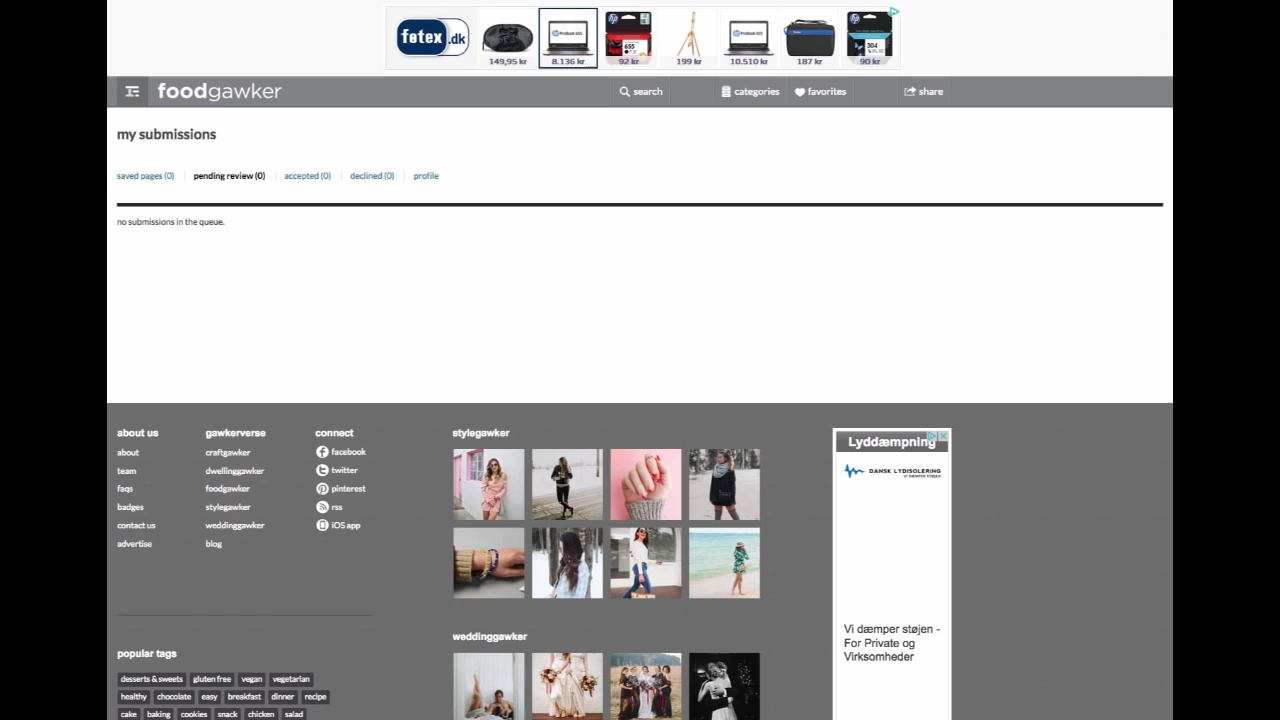 føtex.dk
149,95 kr
8.136 kr
655
92 kr
199 kr
10.510 kr
187 kr
304
90 kr
foodgawker
search
categories
favorites
share
my submissions
saved pages (0)
pending review (0)
accepted (0)
declined (0)
profile
no submissions in the queue.
about us
about
team
faqs
badges
contact us
advertise
gawkerverse
craftgawker
dwellinggawker
foodgawker
stylegawker
weddinggawker
blog
connect
facebook
twitter
pinterest
rss
iOS app
stylegawker
weddinggawker
Lyddæmpning
DANSK LYDISOLERING
VI DÆMPER STØJEN
Vi dæmper støjen -
For Private og
Virksomheder
popular tags
desserts & sweets gluten free vegan vegetarian
healthy chocolate easy breakfast dinner recipe
cake baking cookies snack chicken salad